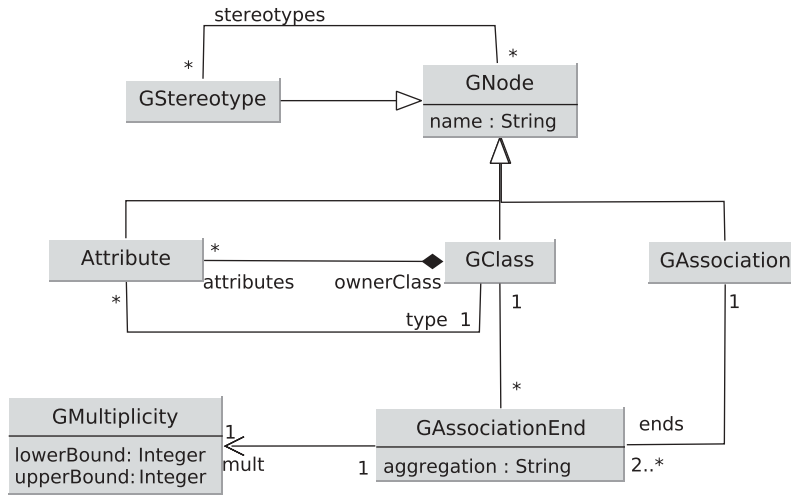 stereotypes
*
*
GStereotype
GNode
name : String
Attribute
*
attributes
ownerClass
GClass
GAssociation
*
type 1
1
1
*
GMultiplicity
lowerBound: Integer
upperBound: Integer
1
mult
1
GAssociationEnd
aggregation : String
ends
2..*